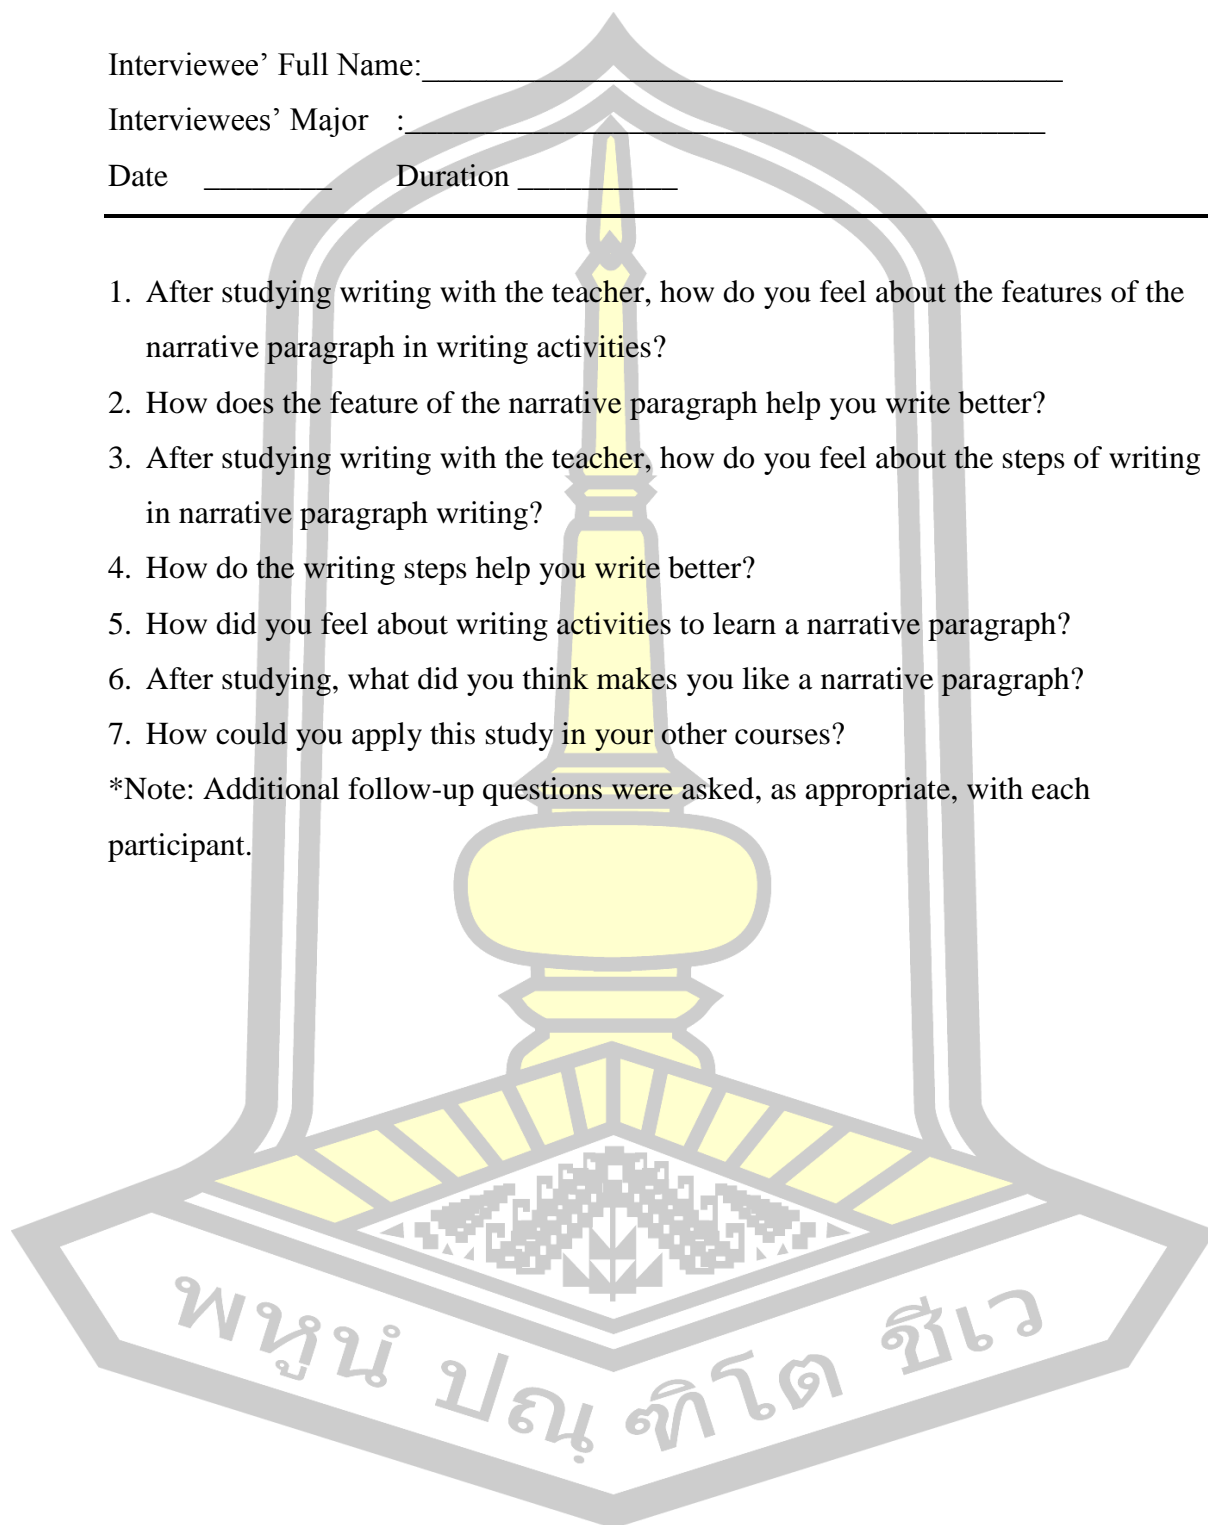 Interviewee’ Full Name:________________________________________
Interviewees’ Major :________________________________________
Date ________ Duration __________
1. After studying writing with the teacher, how do you feel about the features of the
narrative paragraph in writing activities?
2. How does the feature of the narrative paragraph help you write better?
3. After studying writing with the teacher, how do you feel about the steps of writing
in narrative paragraph writing?
4. How do the writing steps help you write better?
5. How did you feel about writing activities to learn a narrative paragraph?
6. After studying, what did you think makes you like a narrative paragraph?
7. How could you apply this study in your other courses?
*Note: Additional follow-up questions were asked, as appropriate, with each
participant.
พหูนํ ปณฺฑิโต ชีเว